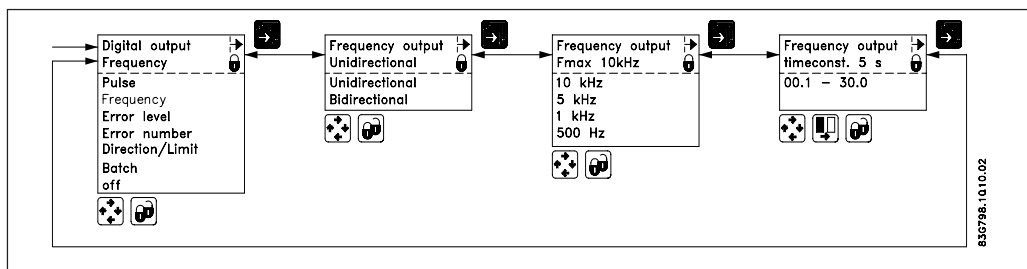 Digital output
Frequency
Pulse
Frequency
Error level
Error number
Direction/Limit
Batch
off
Frequency output
Unidirectional
Unidirectional
Bidirectional
Frequency output
Fmax 10kHz
10 kHz
5 kHz
1 kHz
500 Hz
Frequency output
timeconst. 5 s
00.1 – 30.0
83G798.10.10.02